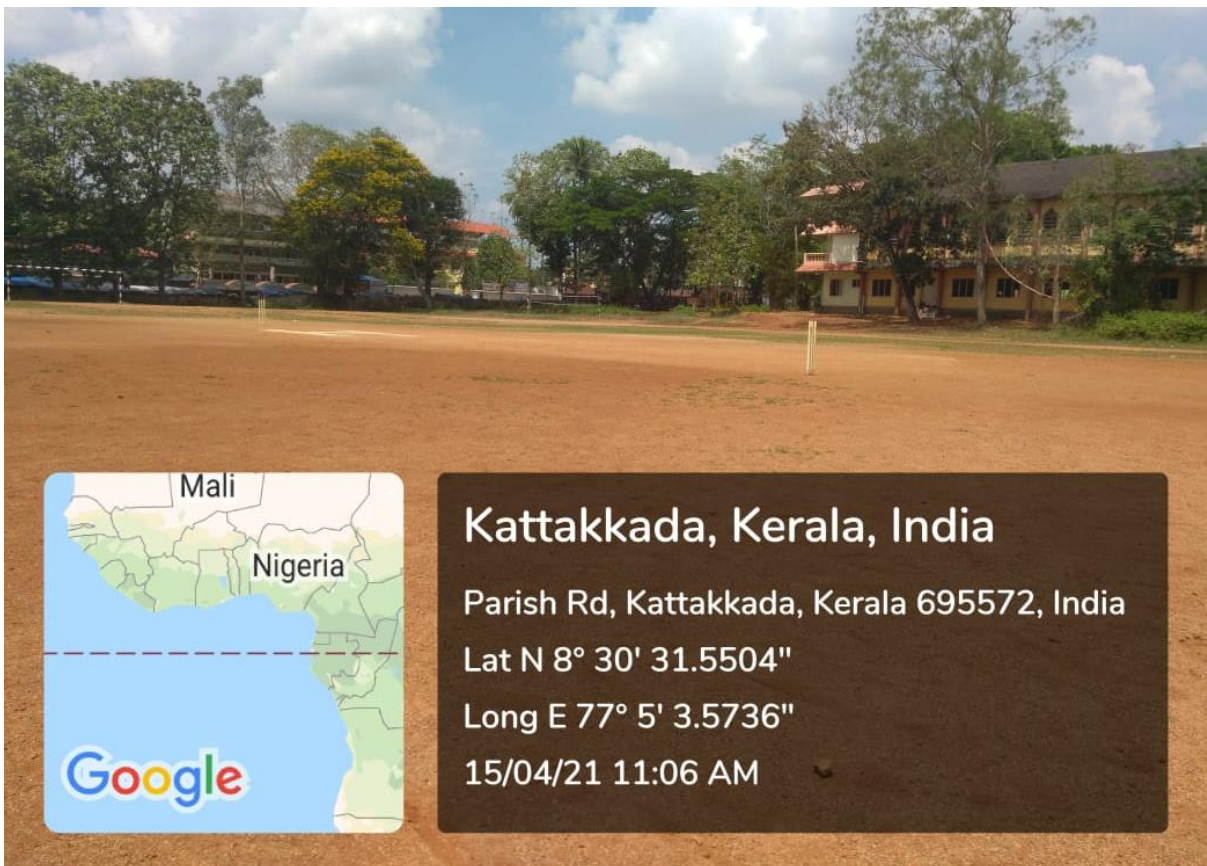 Mali
Nigeria
Google
Kattakkada, Kerala, India
Parish Rd, Kattakkada, Kerala 695572, India
Lat N 8° 30' 31.5504"
Long E 77° 5' 3.5736"
15/04/21 11:06 AM